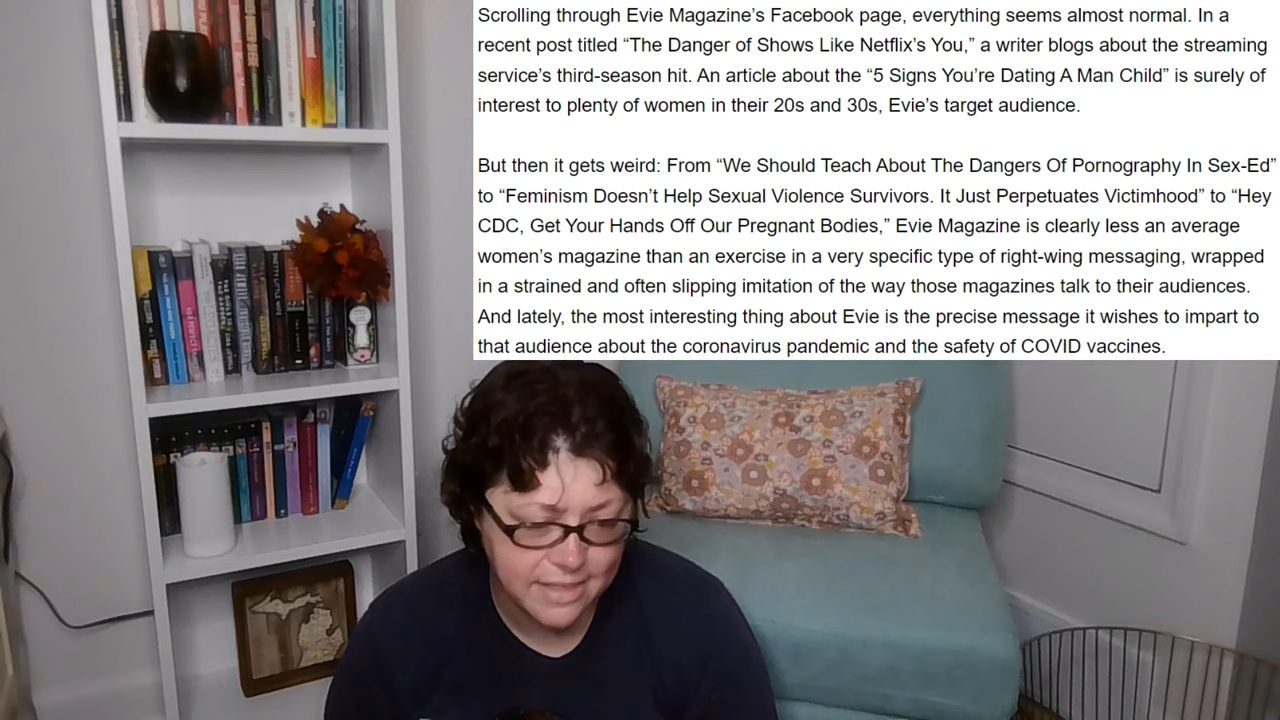 Scrolling through Evie Magazine’s Facebook page, everything seems almost normal. In a
recent post titled “The Danger of Shows Like Netflix’s You,” a writer blogs about the streaming
service’s third-season hit. An article about the “5 Signs You’re Dating A Man Child” is surely of
interest to plenty of women in their 20s and 30s, Evie’s target audience.
But then it gets weird: From “We Should Teach About The Dangers Of Pornography In Sex-Ed”
to “Feminism Doesn’t Help Sexual Violence Survivors. It Just Perpetuates Victimhood” to “Hey
CDC, Get Your Hands Off Our Pregnant Bodies,” Evie Magazine is clearly less an average
women’s magazine than an exercise in a very specific type of right-wing messaging, wrapped
in a strained and often slipping imitation of the way those magazines talk to their audiences.
And lately, the most interesting thing about Evie is the precise message it wishes to impart to
that audience about the coronavirus pandemic and the safety of COVID vaccines.